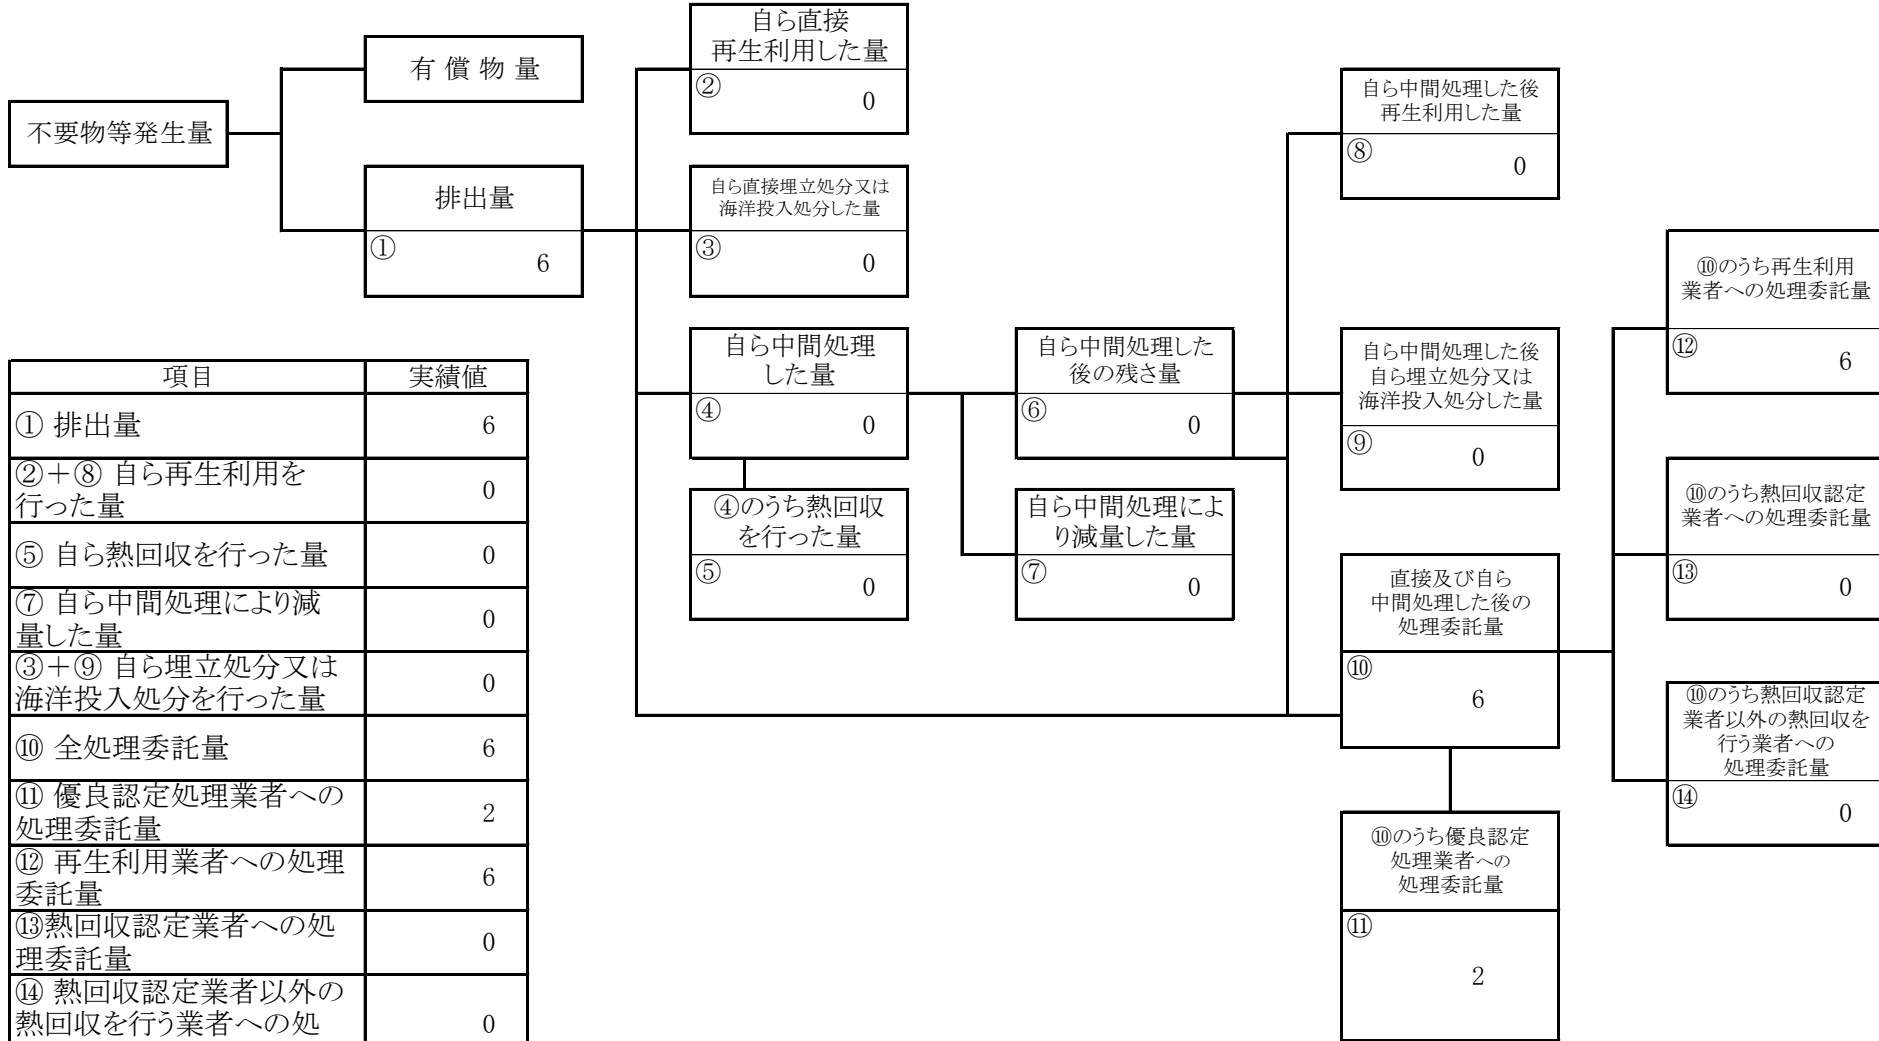 不要物等発生量
有償物量
排出量
①
6
自ら直接
再生利用した量
②
0
自ら直接埋立処分又は
海洋投入処分した量
③
0
自ら中間処理
した量
④
0
④のうち熱回収
を行った量
⑤
0
自ら中間処理した
後の残さ量
⑥
0
自ら中間処理によ
り減量した量
⑦
0
自ら中間処理した後
再生利用した量
⑧
0
自ら中間処理した後
自ら埋立処分又は
海洋投入処分した量
⑨
0
直接及び自ら
中間処理した後の
処理委託量
⑩
6
⑩のうち優良認定
処理業者への
処理委託量
⑪
2
⑩のうち再生利用
業者への処理委託量
⑫
6
⑩のうち熱回収認定
業者への処理委託量
⑬
0
⑩のうち熱回収認定
業者以外の熱回収を
行う業者への
処理委託量
⑭
0
項目 実績値
① 排出量 6
②+⑧ 自ら再生利用を
行った量 0
⑤ 自ら熱回収を行った量 0
⑦ 自ら中間処理により減
量した量 0
③+⑨ 自ら埋立処分又は
海洋投入処分を行った量 0
⑩ 全処理委託量 6
⑪ 優良認定処理業者への
処理委託量 2
⑫ 再生利用業者への処理
委託量 6
⑬熱回収認定業者への処
理委託量 0
⑭ 熱回収認定業者以外の
熱回収を行う業者への処 0